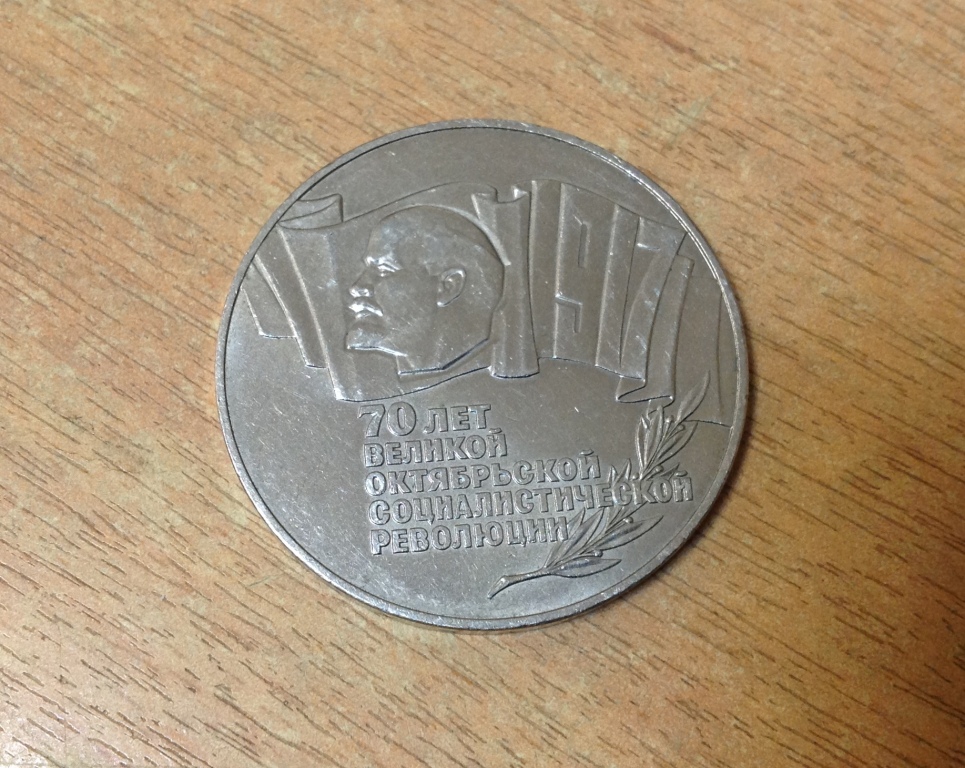 1917
70 ЛЕТ
ВЕЛИКОЙ
ОКТЯБРЬСКОЙ
СОЦИАЛИСТИЧЕСКОЙ
РЕВОЛЮЦИИ